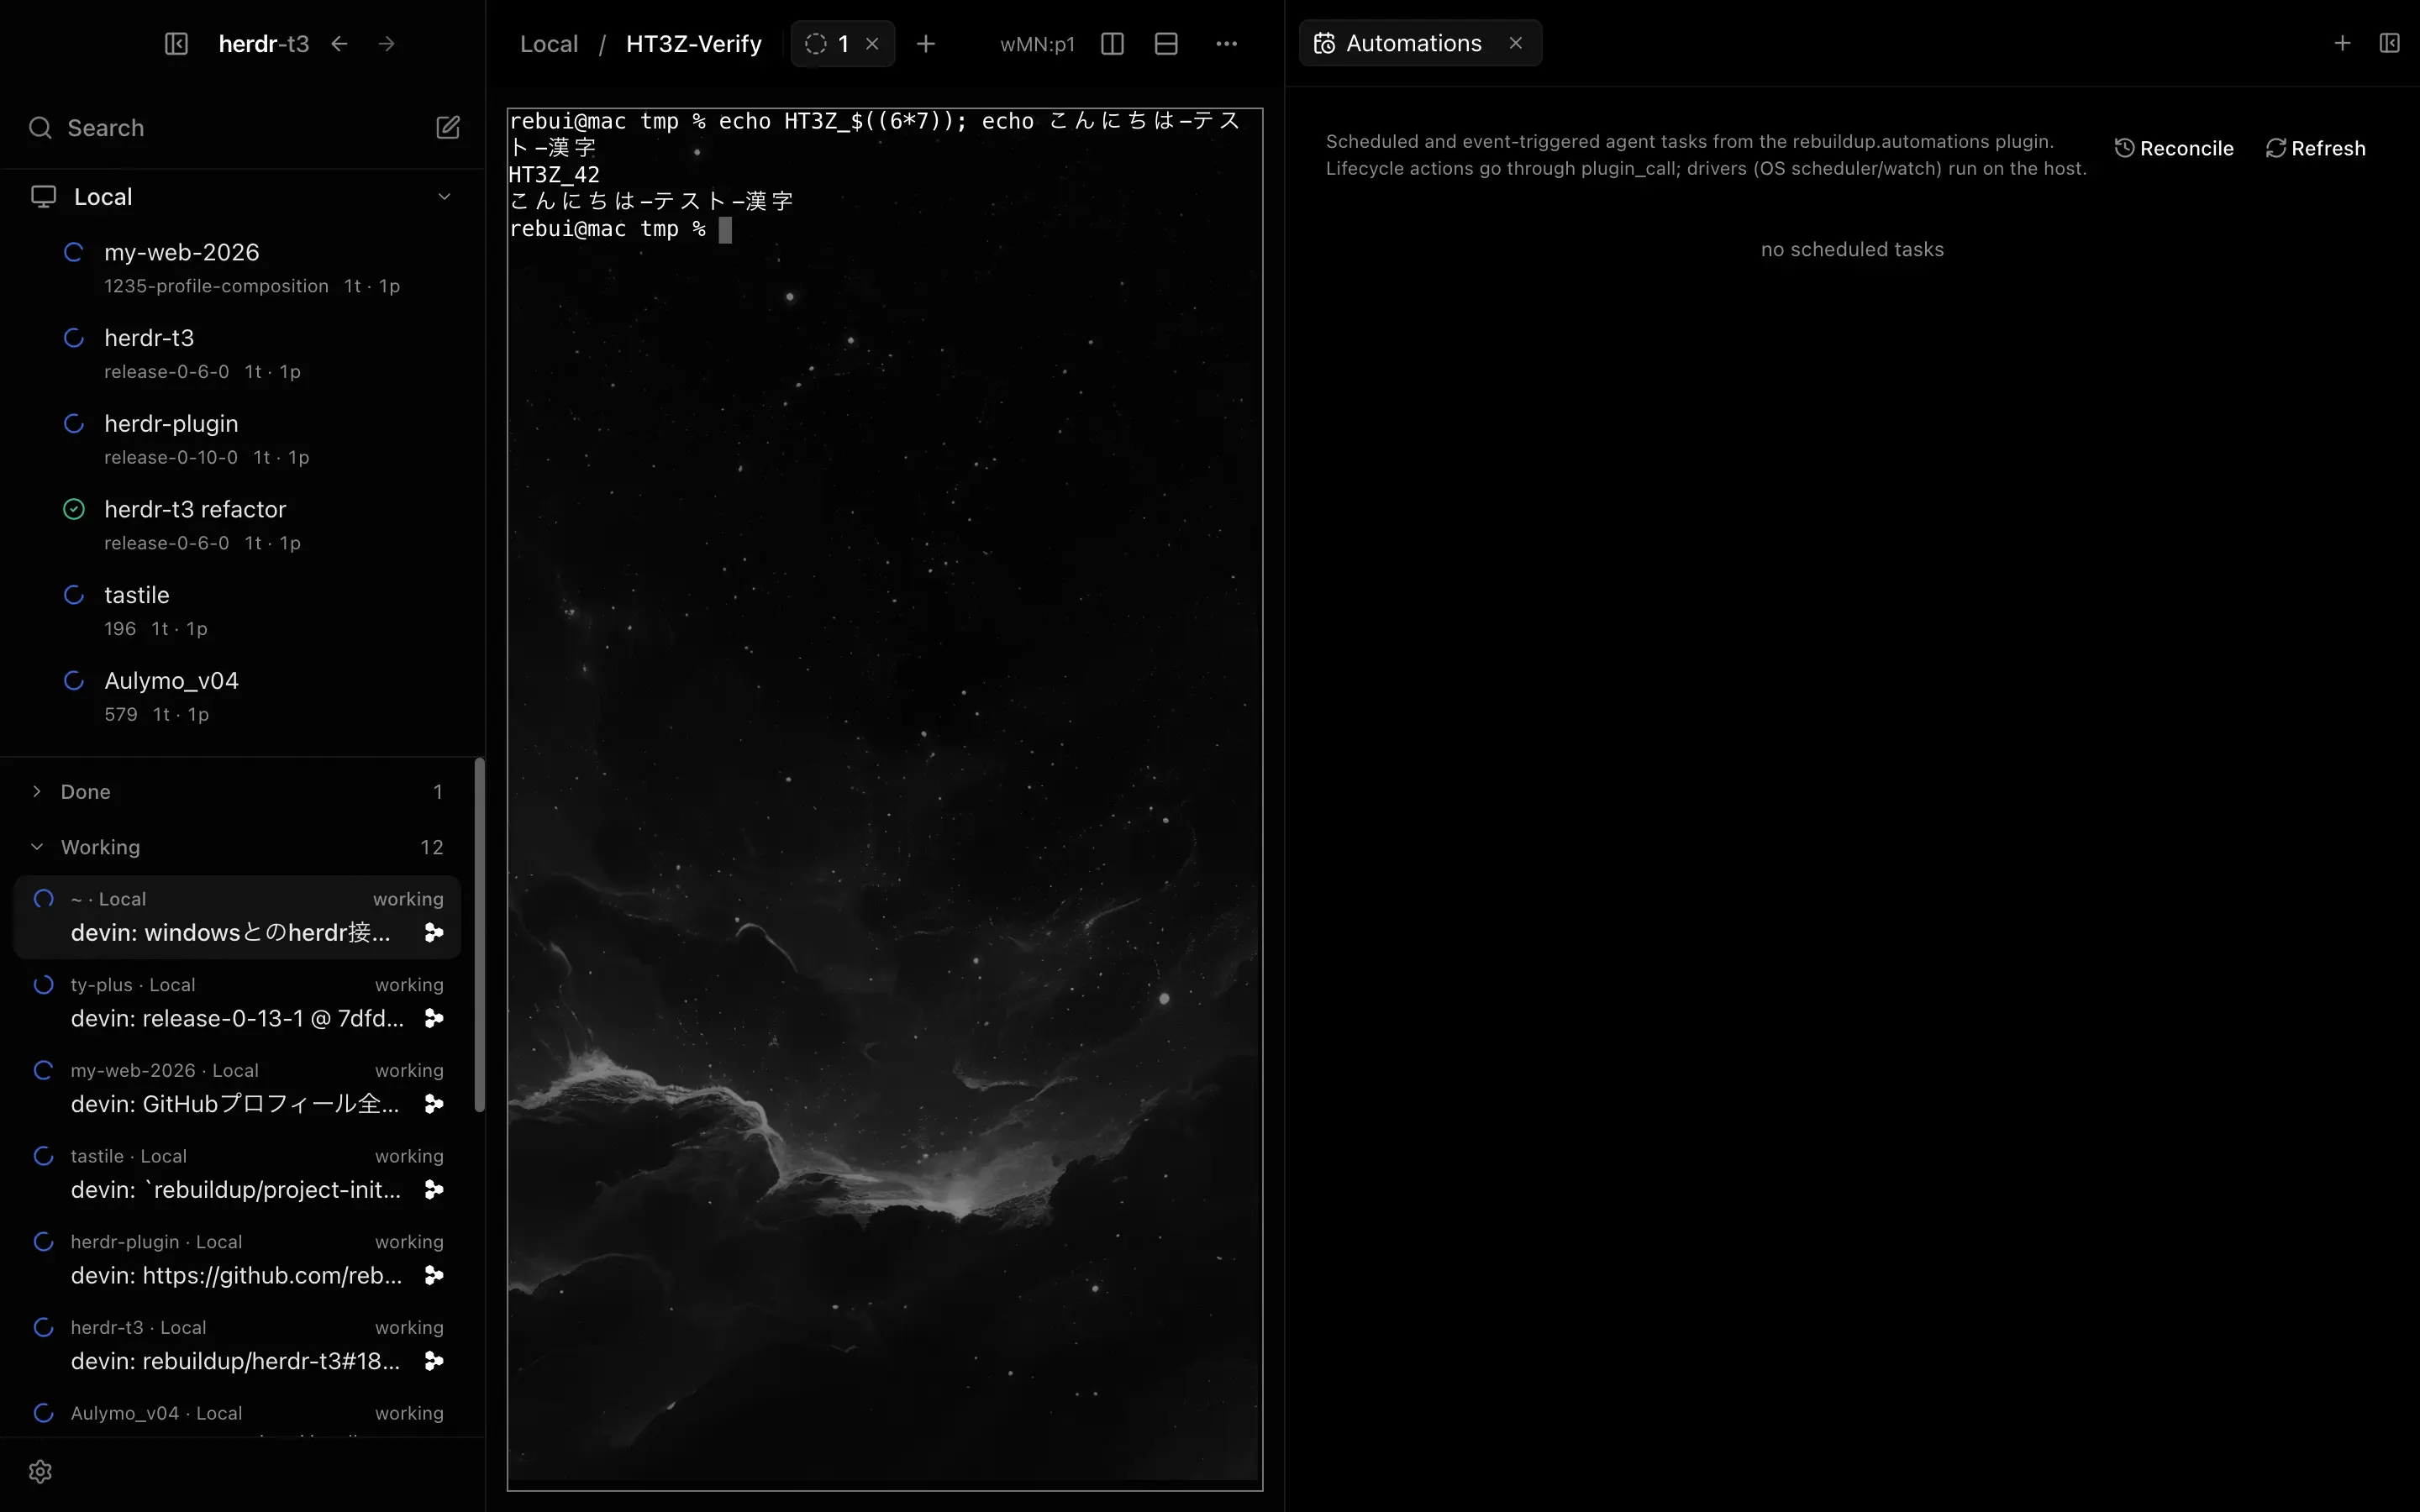 herdr-t3
Search
Local
my-web-2026
1235-profile-composition 1t · 1p
herdr-t3
release-0-6-0 1t · 1p
herdr-plugin
release-0-10-0 1t · 1p
herdr-t3 refactor
release-0-6-0 1t · 1p
tastile
196 1t · 1p
Aulymo_v04
579 1t · 1p
Done 1
Working 12
~ · Local working
devin: windowsとのherdr接...
ty-plus · Local working
devin: release-0-13-1 @ 7dfd...
my-web-2026 · Local working
devin: GitHubプロフィール全...
tastile · Local working
devin: `rebuildup/project-init...
herdr-plugin · Local working
devin: https://github.com/reb...
herdr-t3 · Local working
devin: rebuildup/herdr-t3#18...
Aulymo_v04 · Local working
Local / HT3Z-Verify 1 wMN:p1
rebui@mac tmp % echo HT3Z_$((6*7)); echo こんにちは-テス
ト-漢字
HT3Z_42
こんにちは-テスト-漢字
rebui@mac tmp %
Automations
Scheduled and event-triggered agent tasks from the rebuildup.automations plugin.
Lifecycle actions go through plugin_call; drivers (OS scheduler/watch) run on the host.
Reconcile Refresh
no scheduled tasks